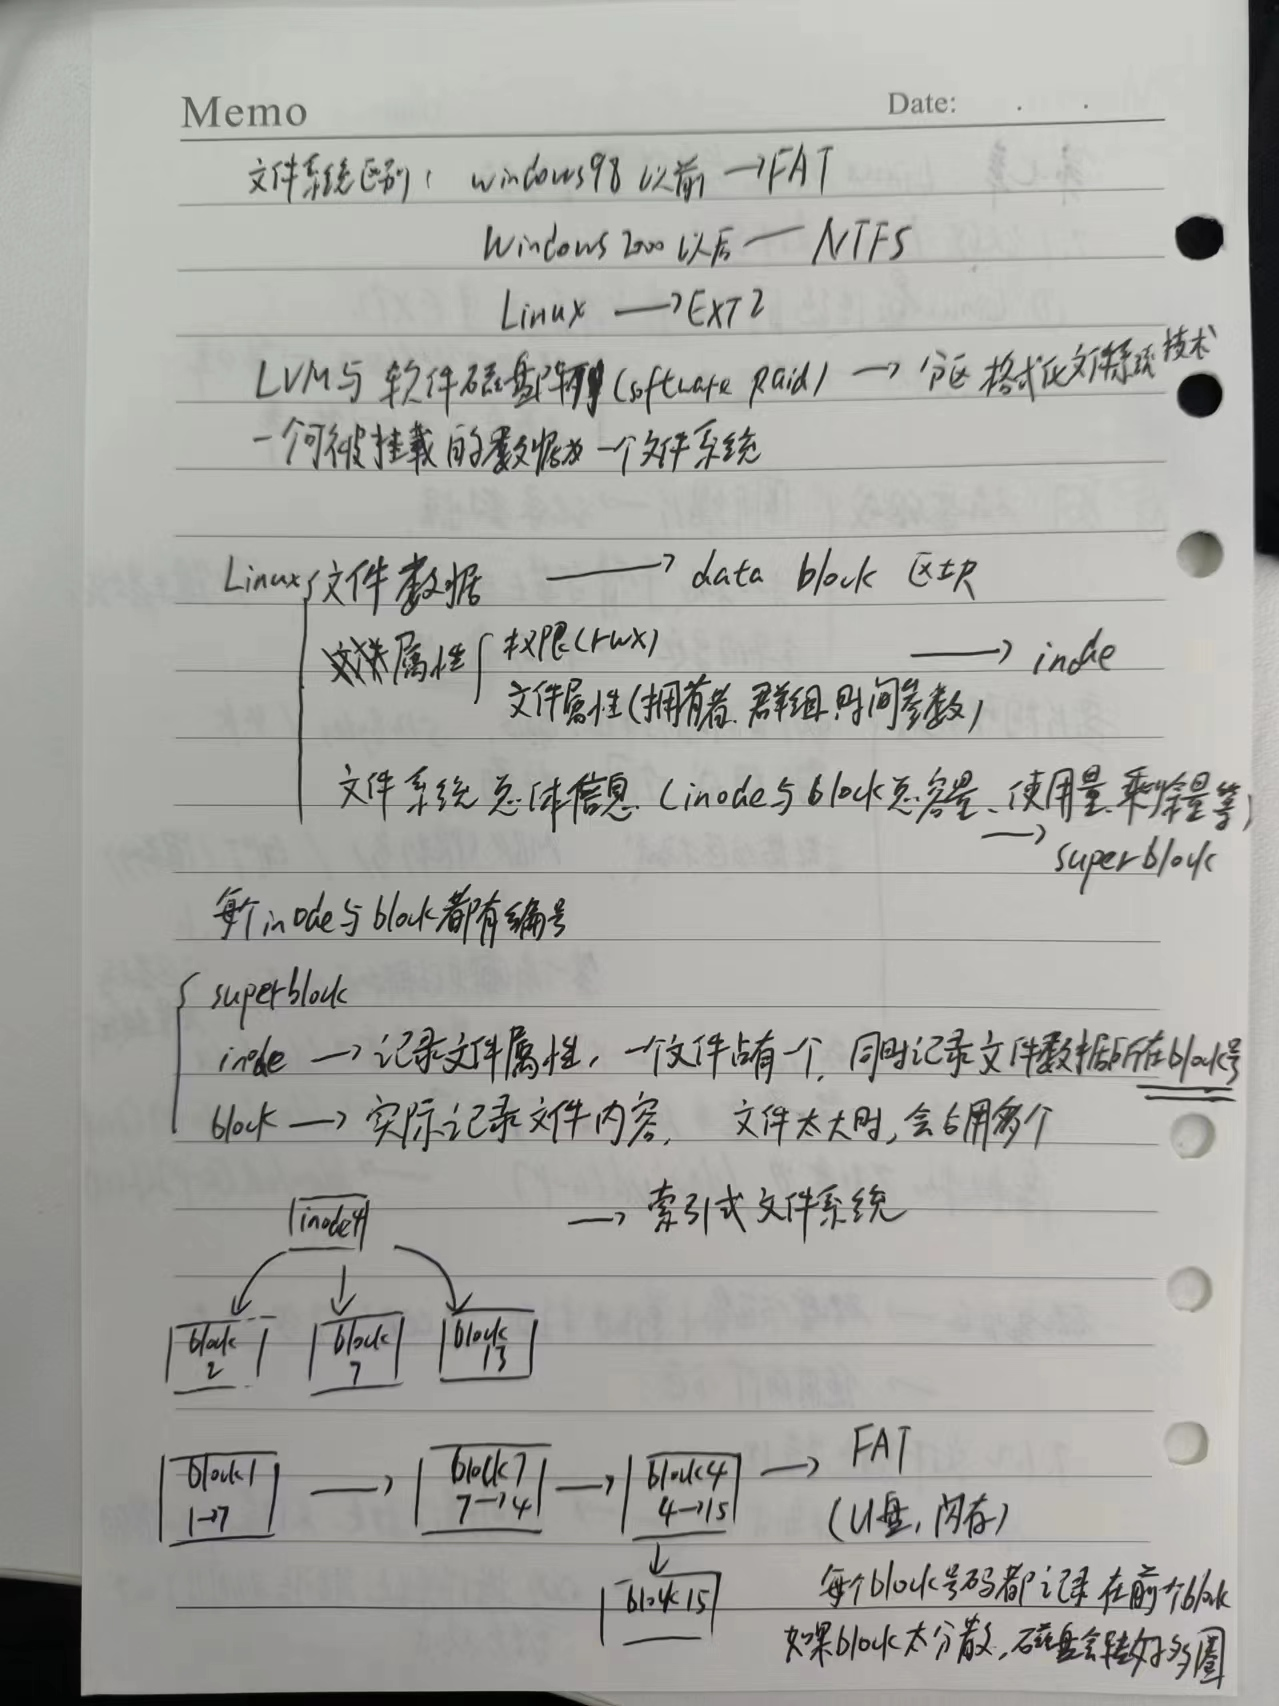 Memo Date: . .
文件系统区别: windows98 以前 →FAT
Windows 2000 以后 — NTFS
Linux → EXT2
LVM与 软件磁盘阵列 (software Raid) → 分区 格式化文件系统技术
一个可被挂载的数据为一个文件系统
Linux 文件数据 → data block 区块
属性 权限(rwx) → inode
文件属性(拥有者、群组、时间参数)
文件系统总体信息 (inode与block总容量、使用量、剩余量等)
→ superblock
每个inode与block都有编号
superblock
inode → 记录文件属性, 一个文件占有一个, 同时记录文件数据所在block号
block → 实际记录文件内容, 文件太大时, 会占用多个
inode4 → 索引式文件系统
block 2 block 7 block 13
block1 1→7 → block7 7→4 → block4 4→15 → FAT
(U盘, 闪存)
block15 每个block号码都记录在前个block
如果block太分散, 磁盘会转好多圈